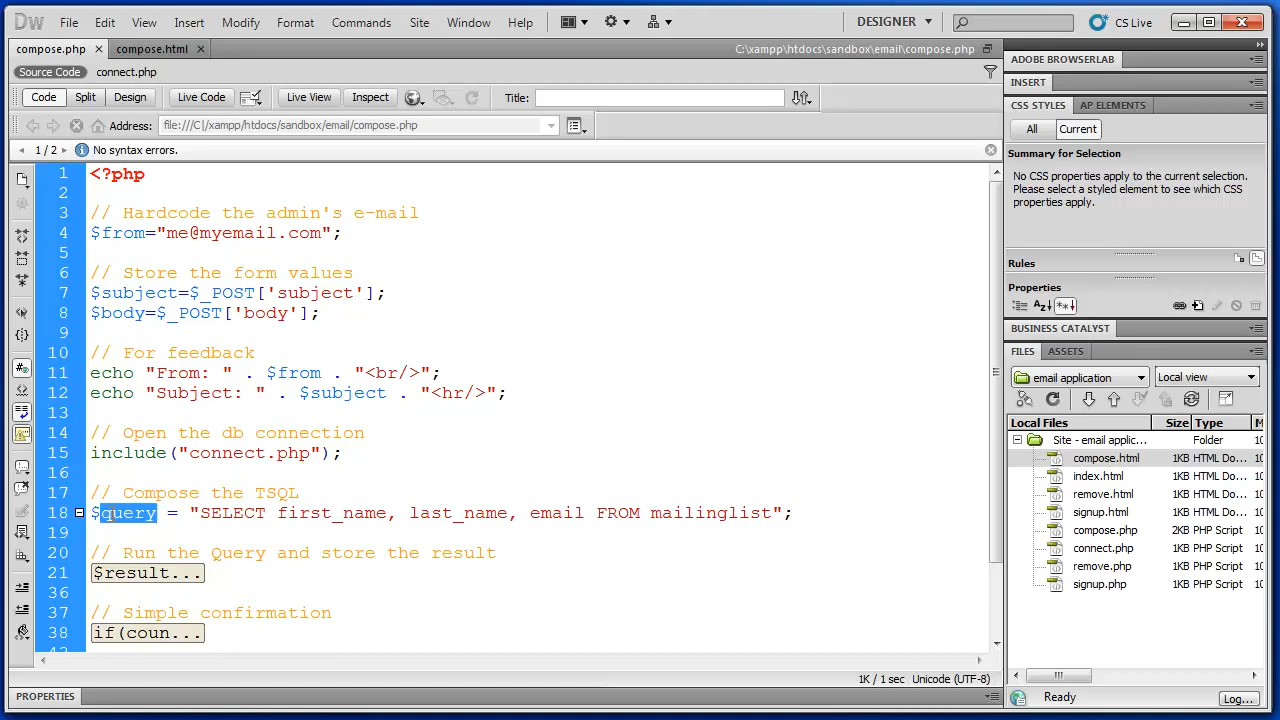 Dw File Edit View Insert Modify Format Commands Site Window Help DESIGNER CS Live
compose.php × compose.html × C:\xampp\htdocs\sandbox\email\compose.php
Source Code connect.php
Code Split Design Live Code Live View Inspect Title:
Address: file:///C|/xampp/htdocs/sandbox/email/compose.php
1 / 2 No syntax errors.
1 <?php
2
3 // Hardcode the admin's e-mail
4 $from="me@myemail.com";
5
6 // Store the form values
7 $subject=$_POST['subject'];
8 $body=$_POST['body'];
9
10 // For feedback
11 echo "From: " . $from . "<br/>";
12 echo "Subject: " . $subject . "<hr/>";
13
14 // Open the db connection
15 include("connect.php");
16
17 // Compose the TSQL
18 $query = "SELECT first_name, last_name, email FROM mailinglist";
19
20 // Run the Query and store the result
21 $result...
36
37 // Simple confirmation
38 if(coun...
1K / 1 sec Unicode (UTF-8)
PROPERTIES
ADOBE BROWSERLAB
INSERT
CSS STYLES AP ELEMENTS
All Current
Summary for Selection
No CSS properties apply to the current selection.
Please select a styled element to see which CSS
properties apply.
Rules
Properties
BUSINESS CATALYST
FILES ASSETS
email application Local view
Local Files Size Type M
Site - email applic... Folder 10
compose.html 1KB HTML Do... 10
index.html 1KB HTML Do... 10
remove.html 1KB HTML Do... 10
signup.html 1KB HTML Do... 10
compose.php 2KB PHP Script 10
connect.php 1KB PHP Script 10
remove.php 1KB PHP Script 10
signup.php 1KB PHP Script 10
Ready Log...